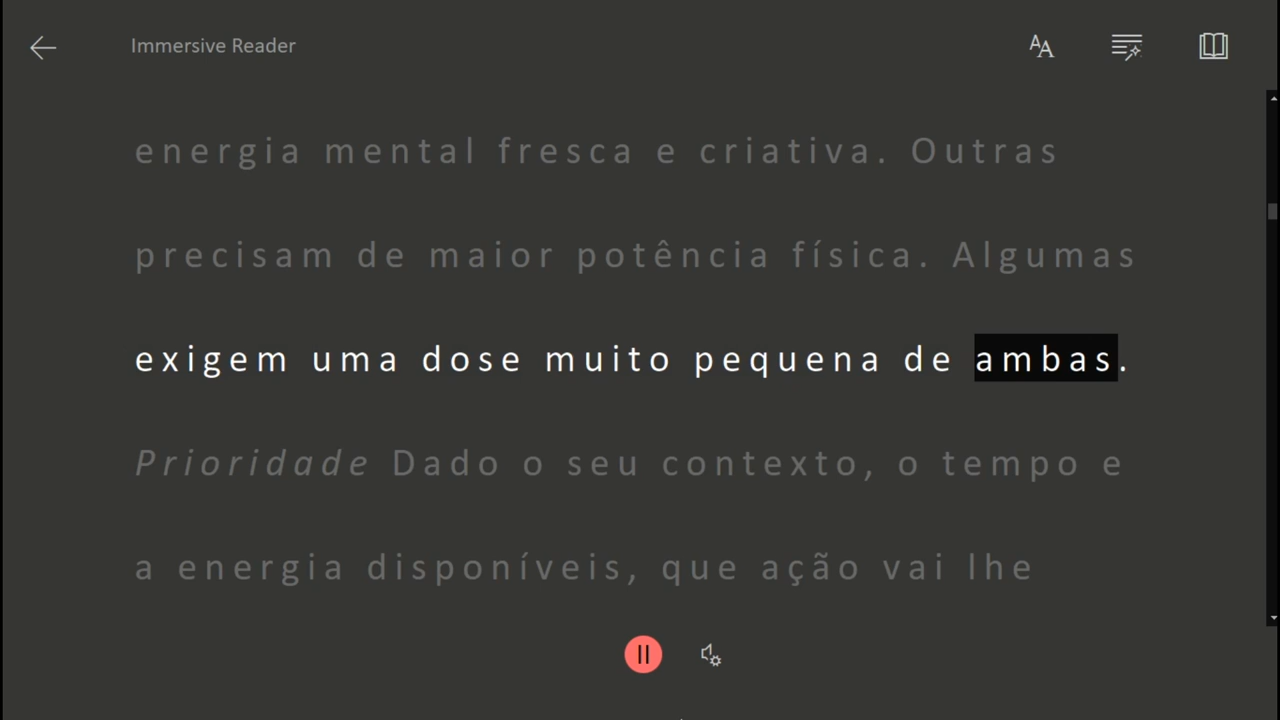 Immersive Reader
energia mental fresca e criativa. Outras
precisam de maior potência física. Algumas
exigem uma dose muito pequena de ambas.
Prioridade Dado o seu contexto, o tempo e
a energia disponíveis, que ação vai lhe